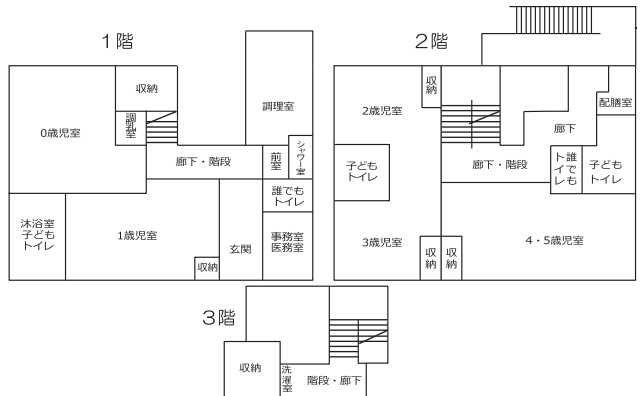 1階
収納
調乳室
0歳児室
調理室
シャワー室
前室
廊下・階段
誰でも
トイレ
沐浴室
子ども
トイレ
1歳児室
収納
玄関
事務室
医務室
2階
収納
2歳児室
配膳室
廊下
子ども
トイレ
廊下・階段
誰でも
トイレ
子ども
トイレ
3歳児室
収納
収納
4・5歳児室
3階
収納
洗濯室
階段・廊下